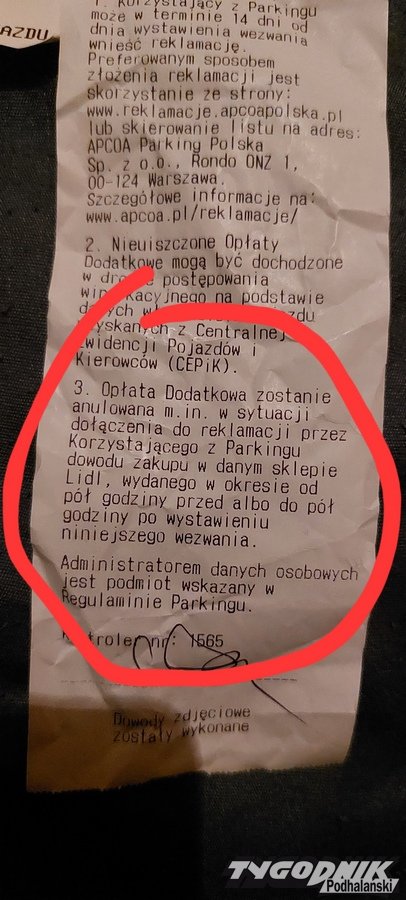 AZDU
1. Korzystający z Parkingu
może w terminie 14 dni od
dnia wystawienia wezwania
wnieść reklamację.
Preferowanym sposobem
złożenia reklamacji jest
skorzystanie ze strony:
www.reklamacje.apcoapolska.pl
lub skierowanie listu na adres:
APCOA Parking Polska
Sp. z o.o., Rondo ONZ 1,
00-124 Warszawa.
Szczegółowe informacje na:
www.apcoa.pl/reklamacje/
2. Nieuiszczone Opłaty
Dodatkowe mogą być dochodzone
w postępowania
na podstawie
z Centralnej
Ewidencji Pojazdów i
Kierowców (CEPiK).
3. Opłata Dodatkowa zostanie
anulowana m.in. w sytuacji
dołączenia do reklamacji przez
Korzystającego z Parkingu
dowodu zakupu w danym sklepie
Lidl, wydanego w okresie od
pół godziny przed albo do pół
godziny po wystawieniu
niniejszego wezwania.
Administratorem danych osobowych
jest podmiot wskazany w
Regulaminie Parkingu.
nr: 1565
Dowody zdjęciowe
zostały wykonane
TYGODNIK
Podhalański